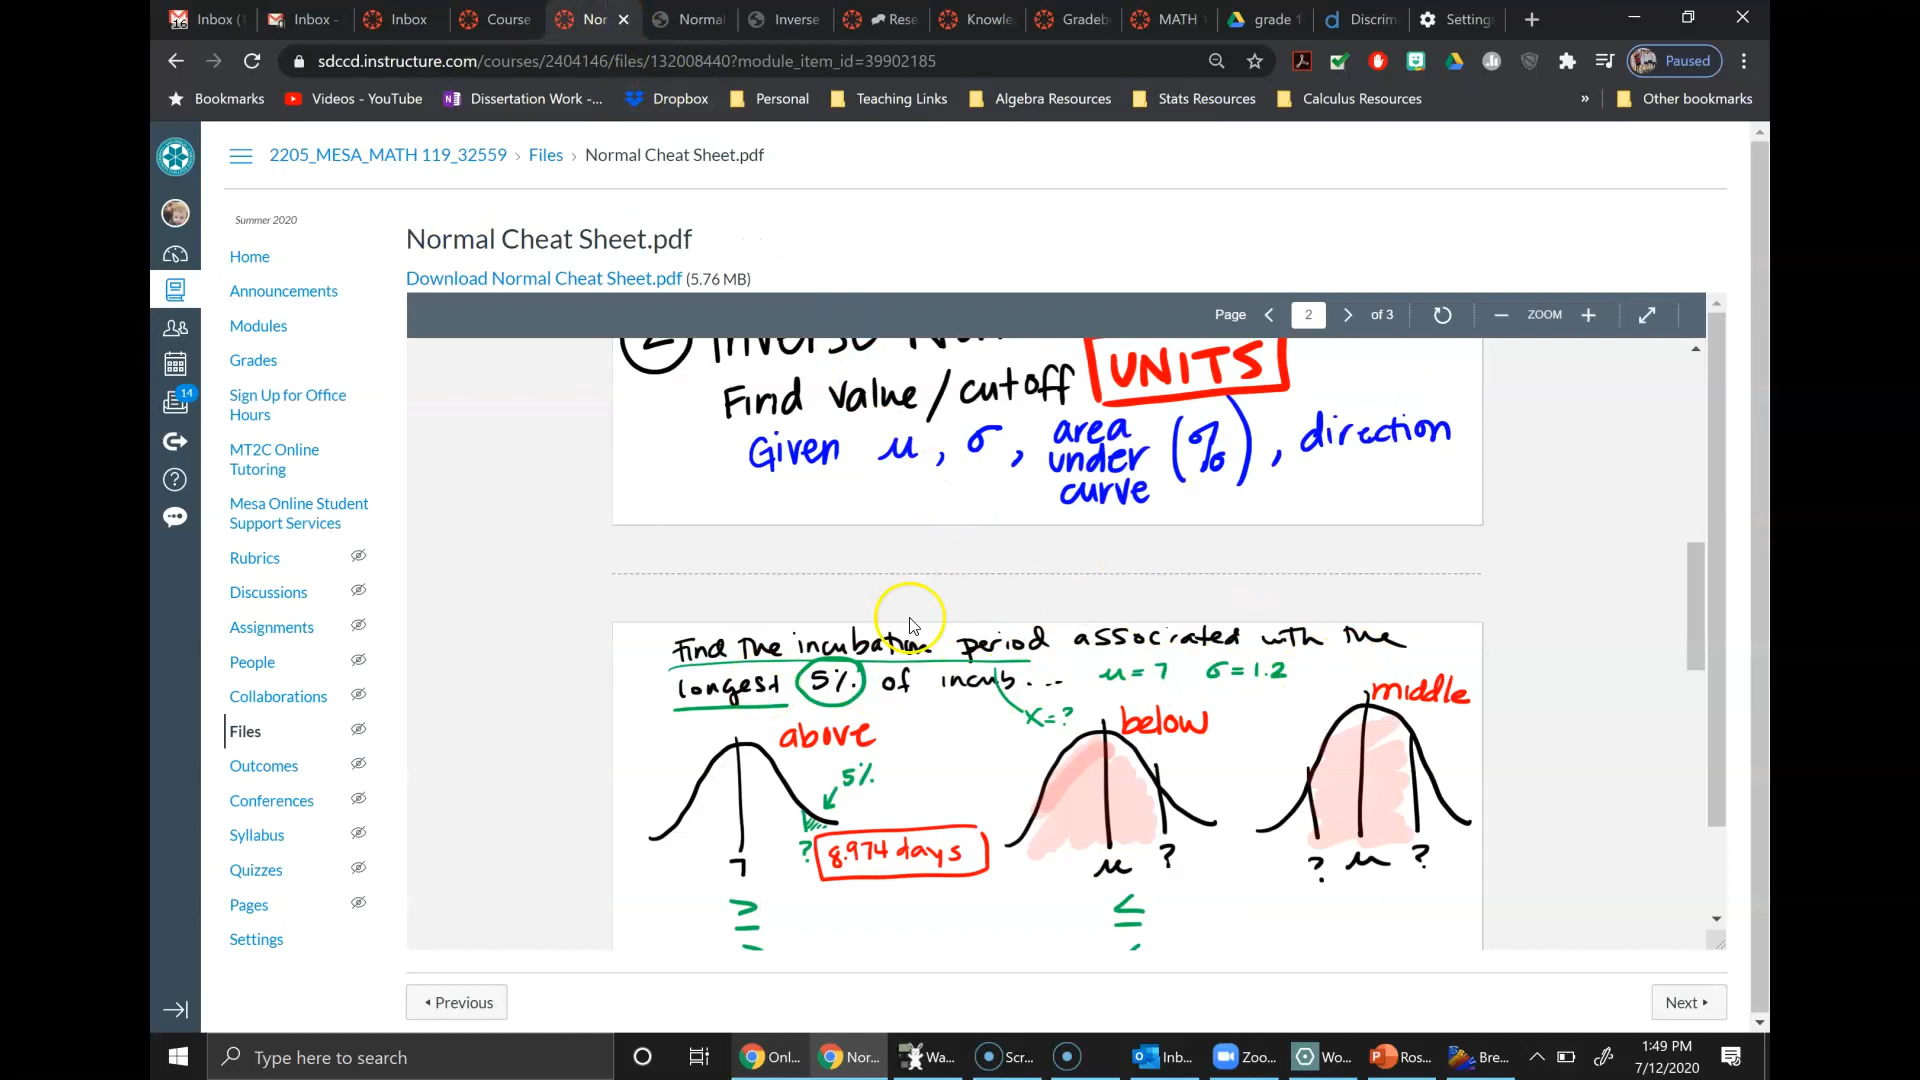 Inbox (
Inbox -
Inbox
Course
Nor
Normal
Inverse
Rese
Knowle
Gradeb
MATH
grade 1
Discrim
Setting
sdccd.instructure.com/courses/2404146/files/132008440?module_item_id=39902185
Paused
Bookmarks
Videos - YouTube
Dissertation Work -...
Dropbox
Personal
Teaching Links
Algebra Resources
Stats Resources
Calculus Resources
»
Other bookmarks
2205_MESA_MATH 119_32559 › Files › Normal Cheat Sheet.pdf
Summer 2020
Home
Announcements
Modules
Grades
Sign Up for Office
Hours
MT2C Online
Tutoring
Mesa Online Student
Support Services
Rubrics
Discussions
Assignments
People
Collaborations
Files
Outcomes
Conferences
Syllabus
Quizzes
Pages
Settings
14
Normal Cheat Sheet.pdf
Download Normal Cheat Sheet.pdf (5.76 MB)
Page 2 of 3
ZOOM
② Inverse
UNITS
Find value/cutoff
Given μ, σ, area under curve (%), direction
Find the incubation period associated with the
longest 5% of incub... μ=7 σ=1.2
x=?
above
below
middle
5%
? 8.974 days
7
μ ?
? μ ?
≥
≤
Previous
Next
Type here to search
Onl...
Nor...
Wa...
Scr...
Inb...
Zoo...
Wo...
Ros...
Bre...
1:49 PM
7/12/2020